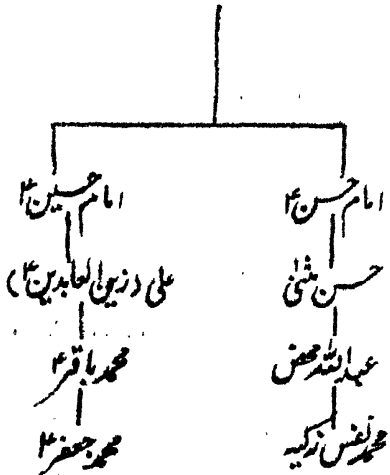 امام حسنؑ امام حسینؑ
حسن مثنیٰ علی (زین العابدینؑ)
عبداللہ محض محمد باقرؑ
محمد نفس زکیہ محمد جعفرؑ